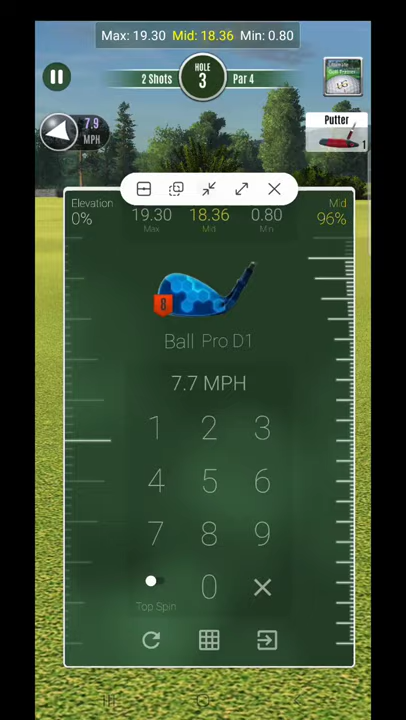 Max: 19.30 Mid: 18.36 Min: 0.80
2 Shots
HOLE
3
Par 4
7.9
MPH
Putter
1
Elevation
0%
19.30
Max
18.36
Mid
0.80
Min
Mid
96%
8
Ball Pro D1
7.7 MPH
1 2 3
4 5 6
7 8 9
0 ×
Top Spin